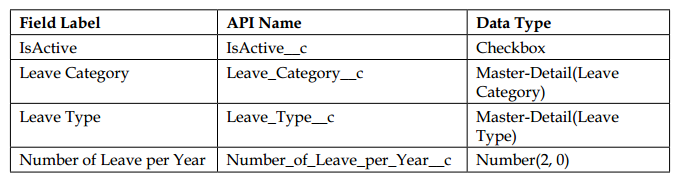 Field Label API Name Data Type
IsActive IsActive__c Checkbox
Leave Category Leave_Category__c Master-Detail(Leave
Category)
Leave Type Leave_Type__c Master-Detail(Leave
Type)
Number of Leave per Year Number_of_Leave_per_Year__c Number(2, 0)